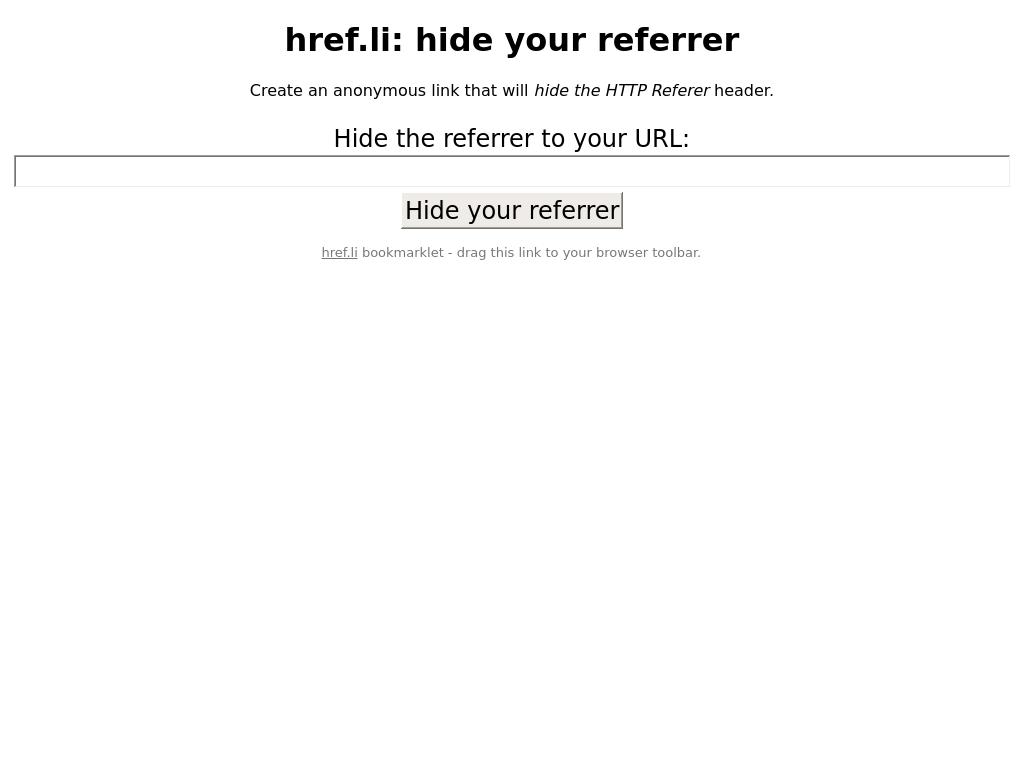 href.li: hide your referrer
Create an anonymous link that will hide the HTTP Referer header.
Hide the referrer to your URL:
Hide your referrer
href.li bookmarklet - drag this link to your browser toolbar.